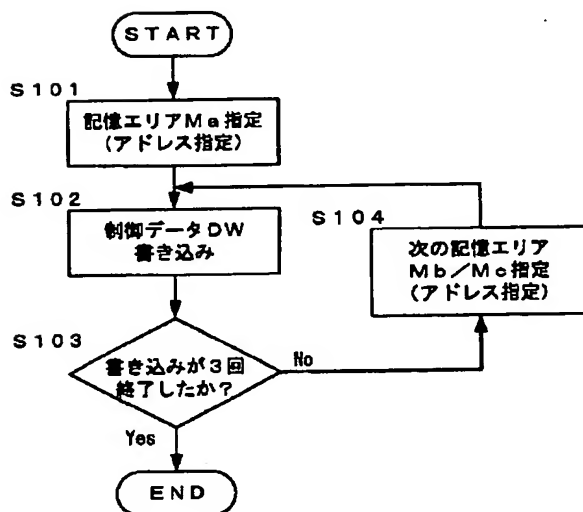 START
S101
記憶エリアMa指定
(アドレス指定)
S102
制御データDW
書き込み
S104
次の記憶エリア
Mb/Mc指定
(アドレス指定)
S103
書き込みが3回
終了したか?
No
Yes
END